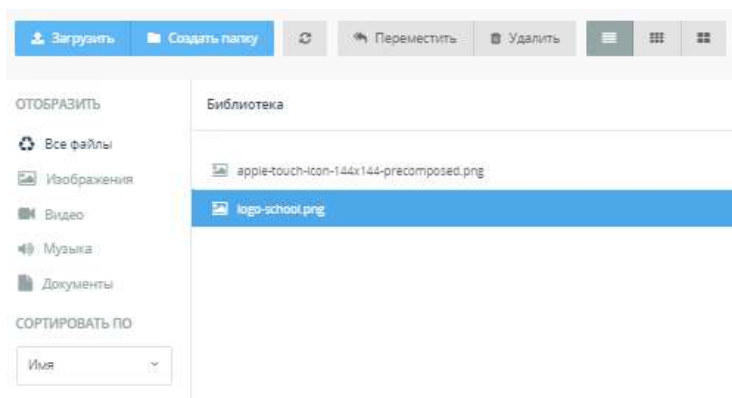 Загрузить Создать папку Переместить Удалить
ОТОБРАЗИТЬ
Библиотека
Все файлы
Изображения
Видео
Музыка
Документы
apple-touch-icon-144x144-precomposed.png
logo-school.png
СОРТИРОВАТЬ ПО
Имя